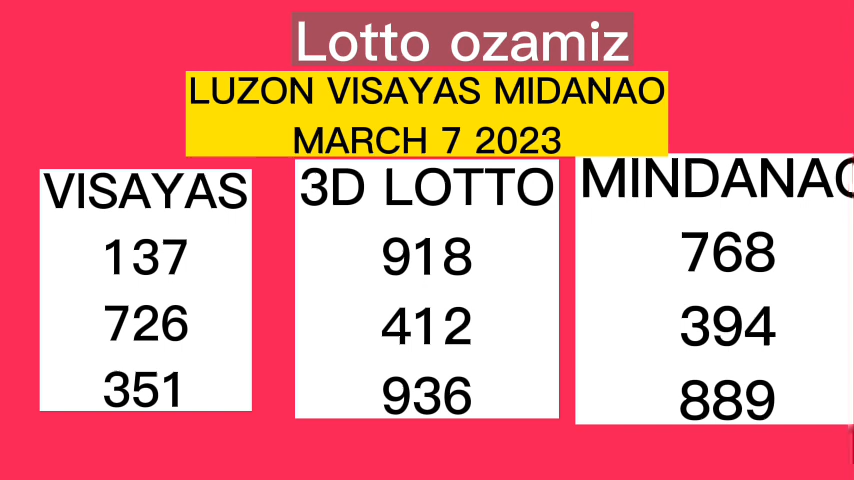 Lotto ozamiz
LUZON VISAYAS MIDANAO
MARCH 7 2023
VISAYAS
137
726
351
3D LOTTO
918
412
936
MINDANAO
768
394
889